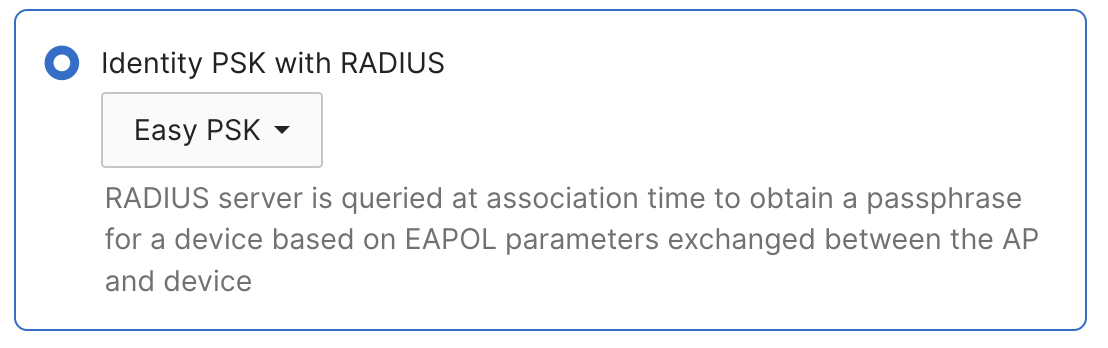 Identity PSK with RADIUS
Easy PSK
RADIUS server is queried at association time to obtain a passphrase
for a device based on EAPOL parameters exchanged between the AP
and device